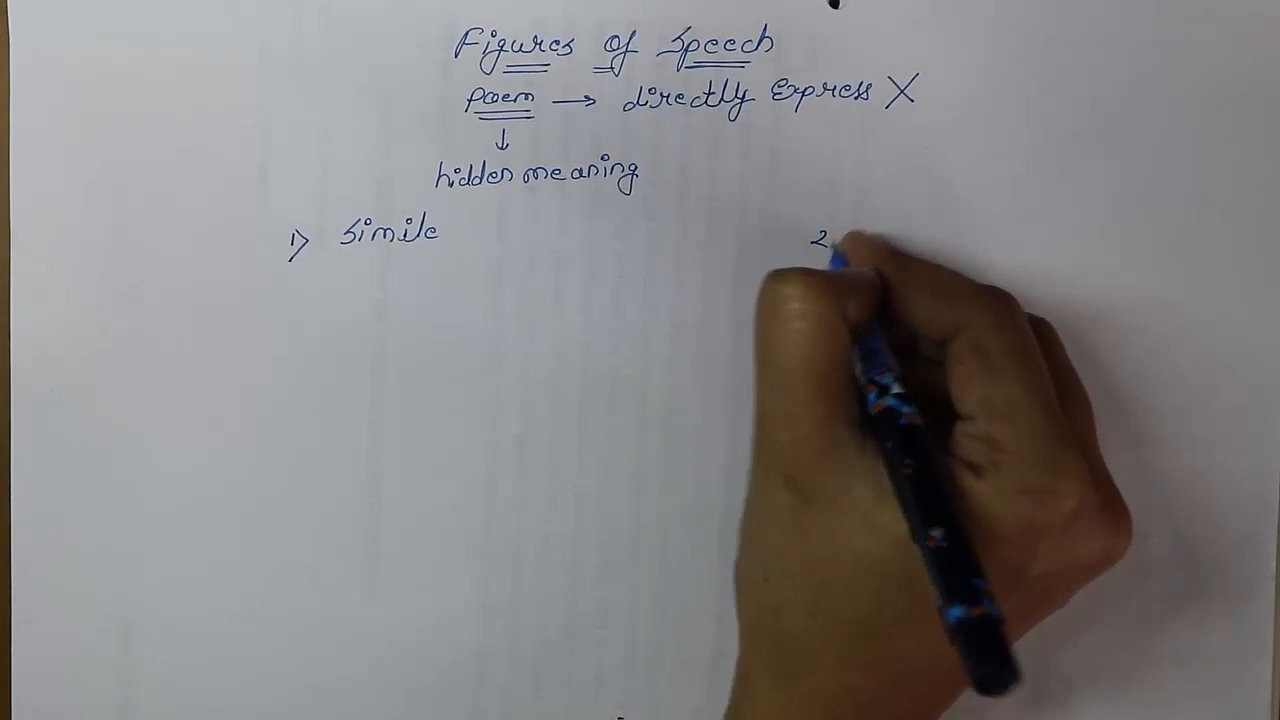 Figures of Speech
Poem → directly Express X
↓
hidden meaning
1) Simile
2